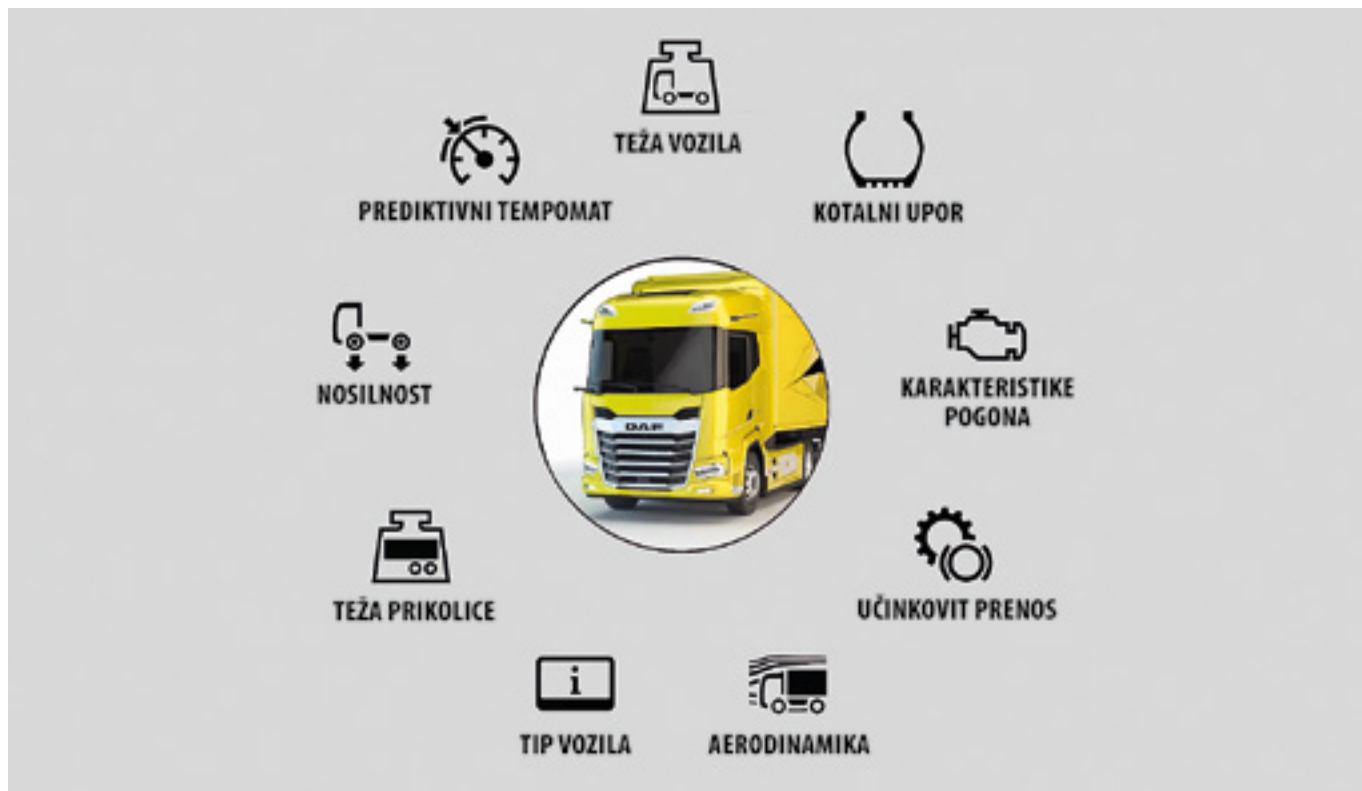 TEŽA VOZILA
PREDIKTIVNI TEMPOMAT
KOTALNI UPOR
NOSILNOST
KARAKTERISTIKE
POGONA
DAF
TEŽA PRIKOLICE
UČINKOVIT PRENOS
i
TIP VOZILA
AERODINAMIKA